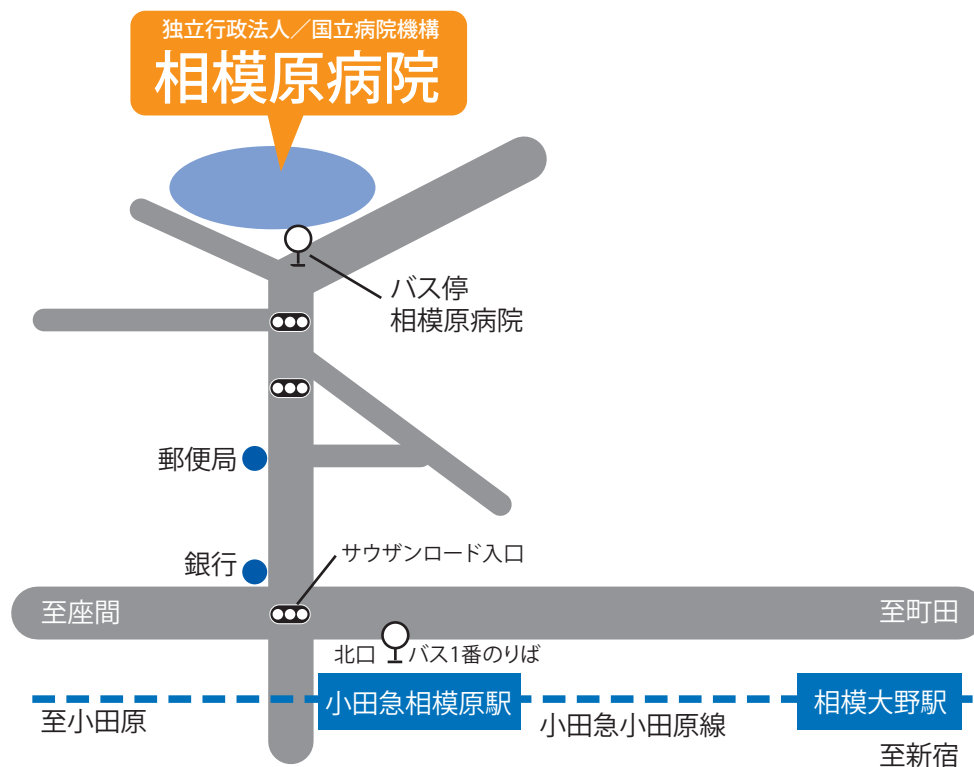 独立行政法人／国立病院機構
相模原病院
バス停
相模原病院
郵便局
銀行
サウザンロード入口
至座間
至町田
北口
バス1番のりば
小田急相模原駅
相模大野駅
至小田原
小田急小田原線
至新宿